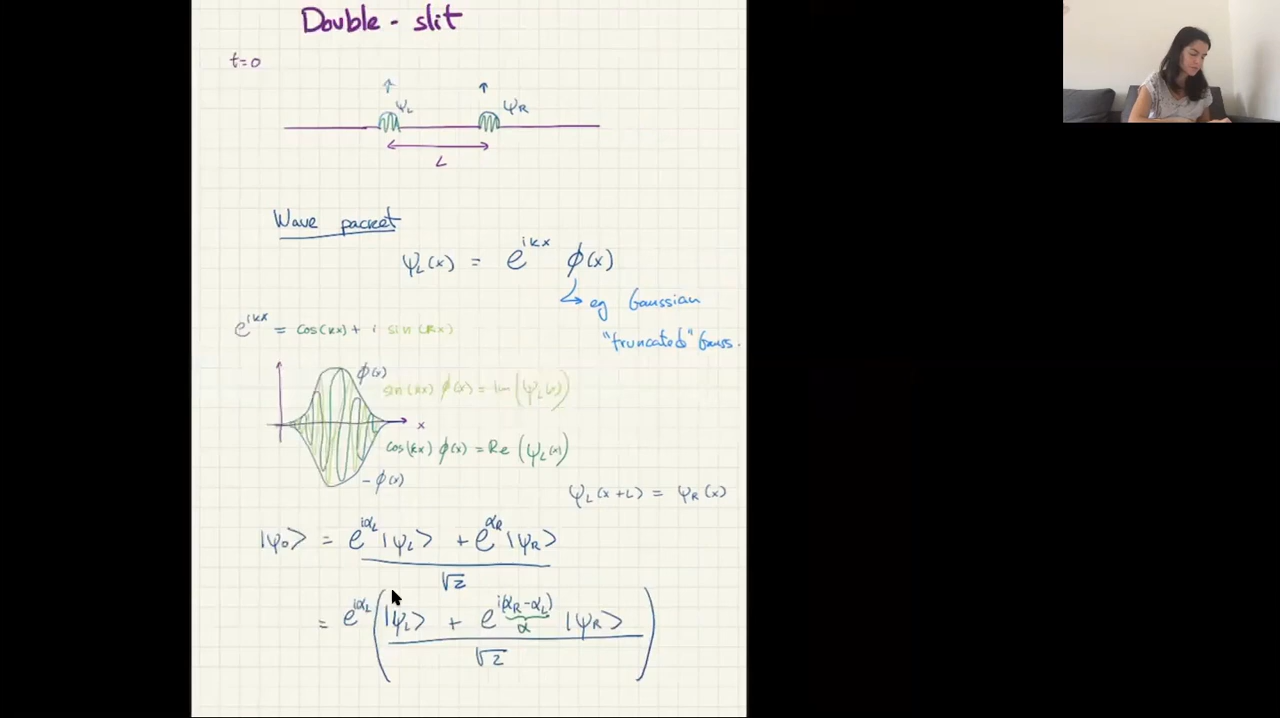 Double - slit
t=0
ψL ψR
L
Wave packet
ψL(x) = e^{ikx} ϕ(x)
eg Gaussian
"truncated" Gauss.
e^{ikx} = cos(kx) + i sin(kx)
ϕ(x)
sin(kx) ϕ(x) = Im (ψL(x))
x
cos(kx) ϕ(x) = Re (ψL(x))
-ϕ(x)
ψL(x+L) = ψR(x)
|ψ0> = e^{iαL} |ψL> + e^{αR} |ψR>
√2
= e^{iαL} ( |ψL> + e^{i(αR-αL)} |ψR> )
α
√2